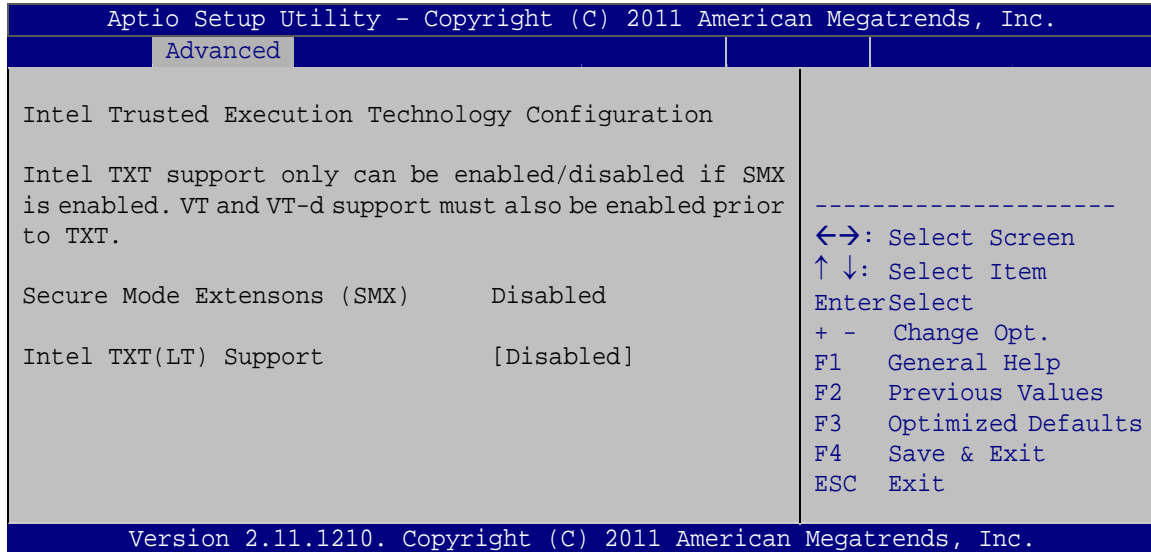 Aptio Setup Utility – Copyright (C) 2011 American Megatrends, Inc.
Advanced
Intel Trusted Execution Technology Configuration
Intel TXT support only can be enabled/disabled if SMX
is enabled. VT and VT-d support must also be enabled prior
to TXT.
Secure Mode Extensons (SMX) Disabled
Intel TXT(LT) Support [Disabled]
---------------------
←→: Select Screen
↑ ↓: Select Item
EnterSelect
+ - Change Opt.
F1 General Help
F2 Previous Values
F3 Optimized Defaults
F4 Save & Exit
ESC Exit
Version 2.11.1210. Copyright (C) 2011 American Megatrends, Inc.